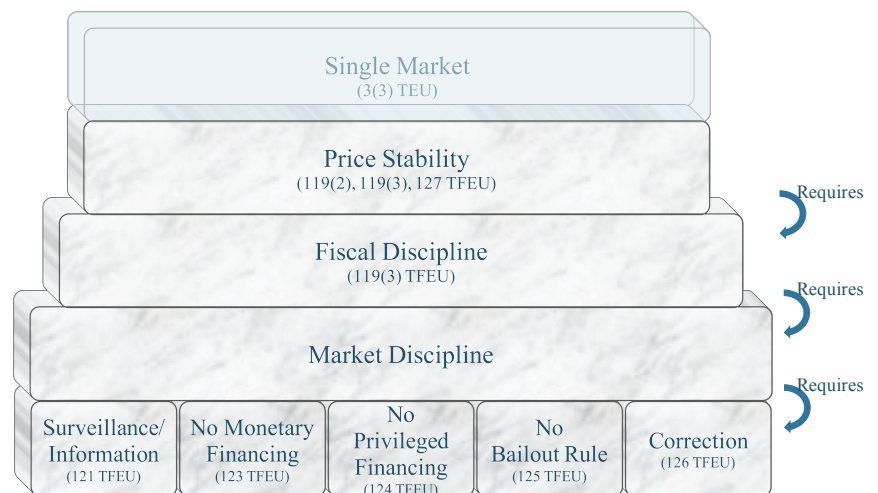 Single Market
(3(3) TEU)
Price Stability
(119(2), 119(3), 127 TFEU)
Requires
Fiscal Discipline
(119(3) TFEU)
Requires
Market Discipline
Requires
Surveillance/
Information
(121 TFEU)
No Monetary
Financing
(123 TFEU)
No
Privileged
Financing
(124 TFEU)
No
Bailout Rule
(125 TFEU)
Correction
(126 TFEU)